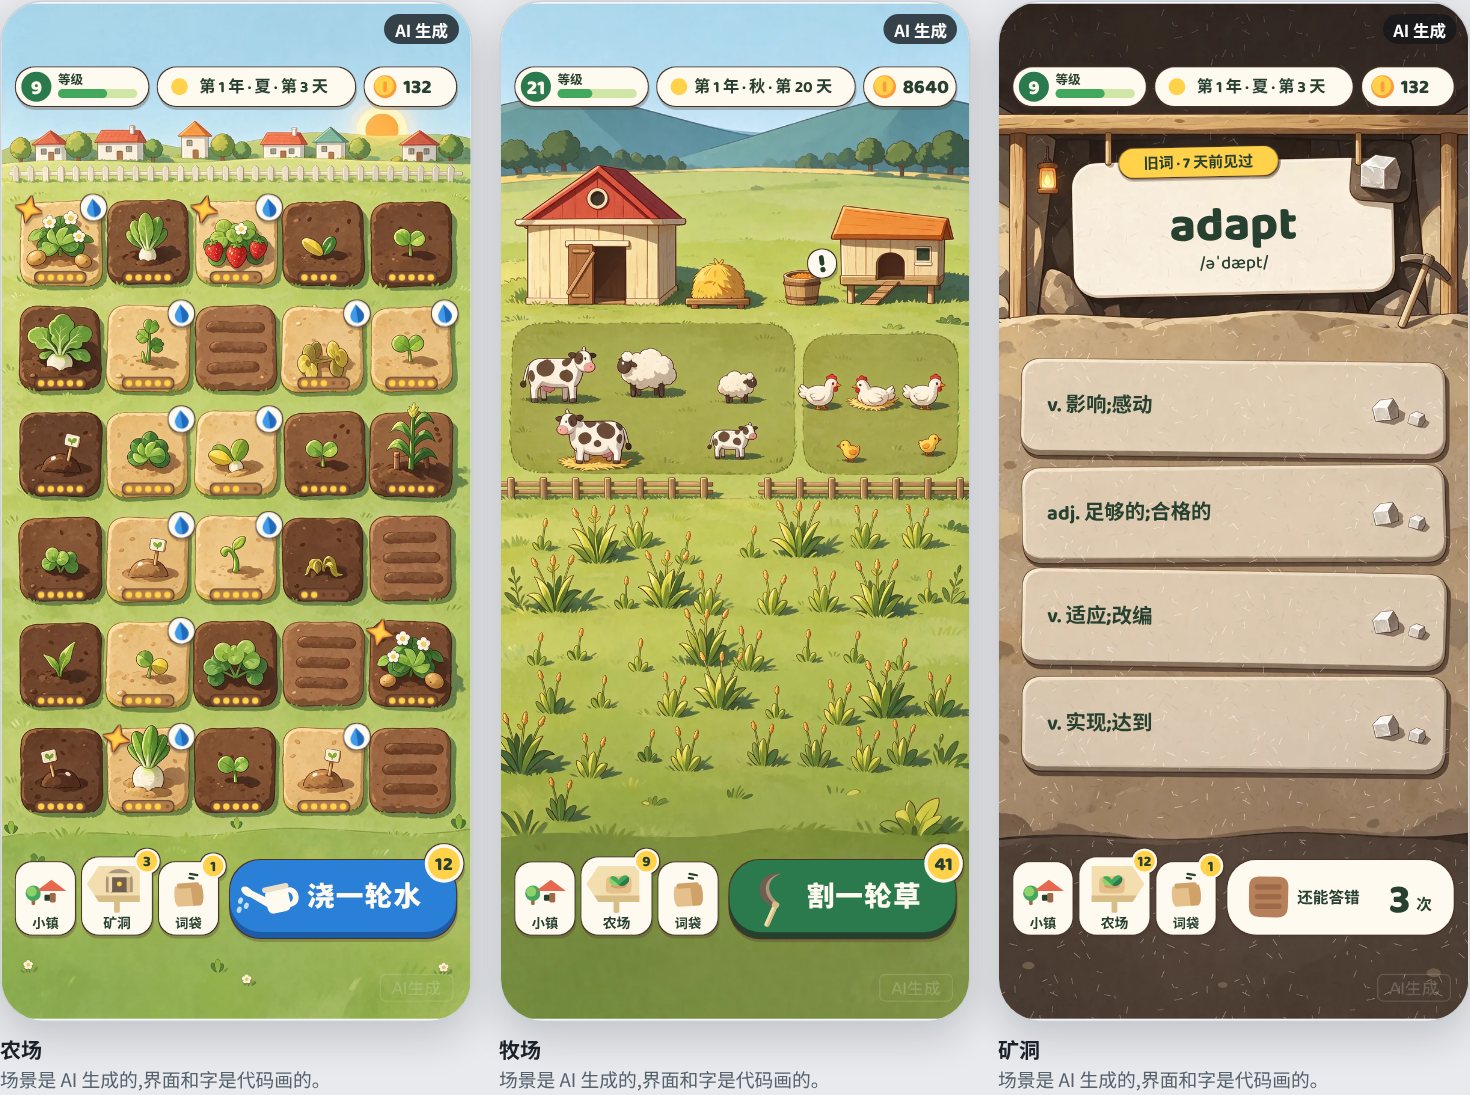 AI 生成
9
等级
第 1 年 · 夏 · 第 3 天
132
12
浇一轮水
3
1
小镇
矿洞
词袋
AI生成
农场
场景是 AI 生成的,界面和字是代码画的。
AI 生成
21
等级
第 1 年 · 秋 · 第 20 天
8640
!
41
割一轮草
9
小镇
农场
词袋
AI生成
牧场
场景是 AI 生成的,界面和字是代码画的。
AI 生成
9
等级
第 1 年 · 夏 · 第 3 天
132
旧词 · 7 天前见过
adapt
/əˈdæpt/
v. 影响;感动
adj. 足够的;合格的
v. 适应;改编
v. 实现;达到
12
1
小镇
农场
词袋
还能答错 3 次
AI生成
矿洞
场景是 AI 生成的,界面和字是代码画的。